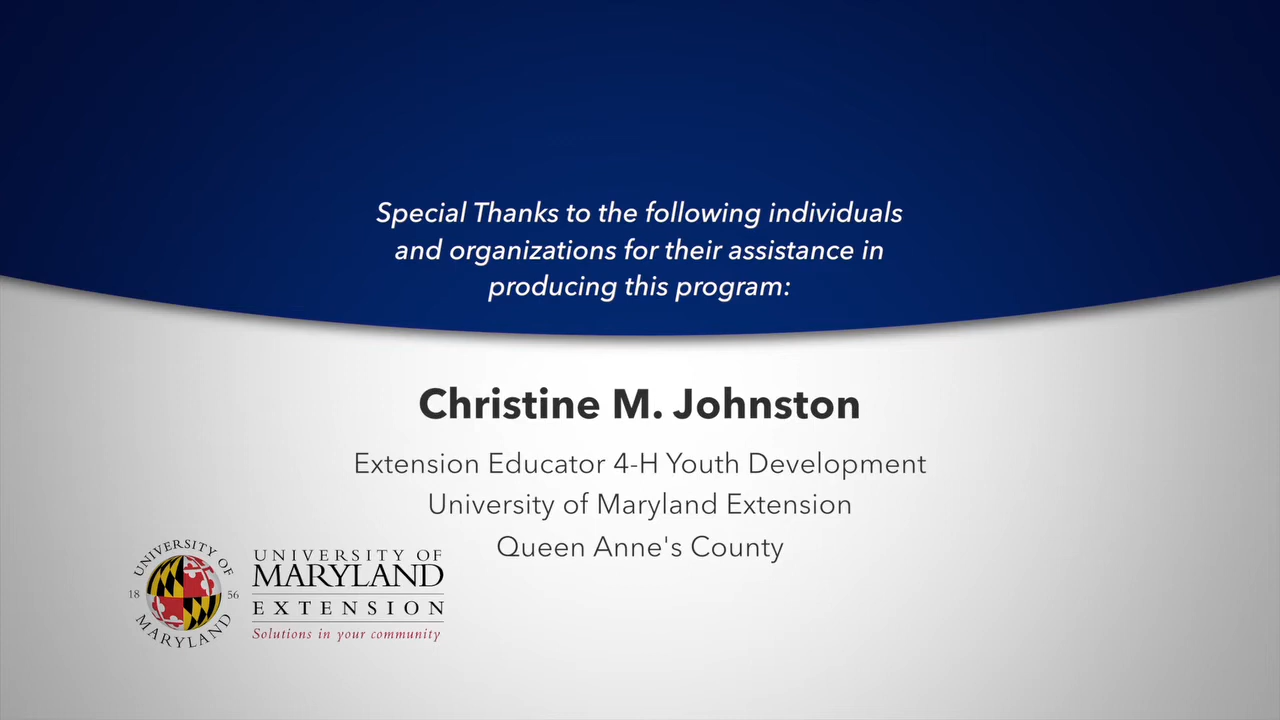 Special Thanks to the following individuals
and organizations for their assistance in
producing this program:
Christine M. Johnston
Extension Educator 4-H Youth Development
University of Maryland Extension
Queen Anne's County
UNIVERSITY OF
18 56
MARYLAND
UNIVERSITY OF
MARYLAND
EXTENSION
Solutions in your community